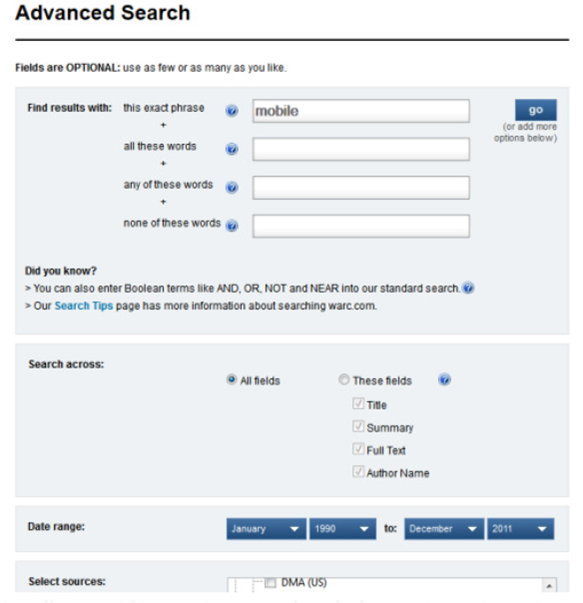 Advanced Search
Fields are OPTIONAL: use as few or as many as you like.
Find results with: this exact phrase mobile go
+
(or add more
options below)
all these words
+
any of these words
+
none of these words
Did you know?
> You can also enter Boolean terms like AND, OR, NOT and NEAR into our standard search.
> Our Search Tips page has more information about searching warc.com.
Search across:
All fields These fields
Title
Summary
Full Text
Author Name
Date range: January 1990 to: December 2011
Select sources: DMA (US)